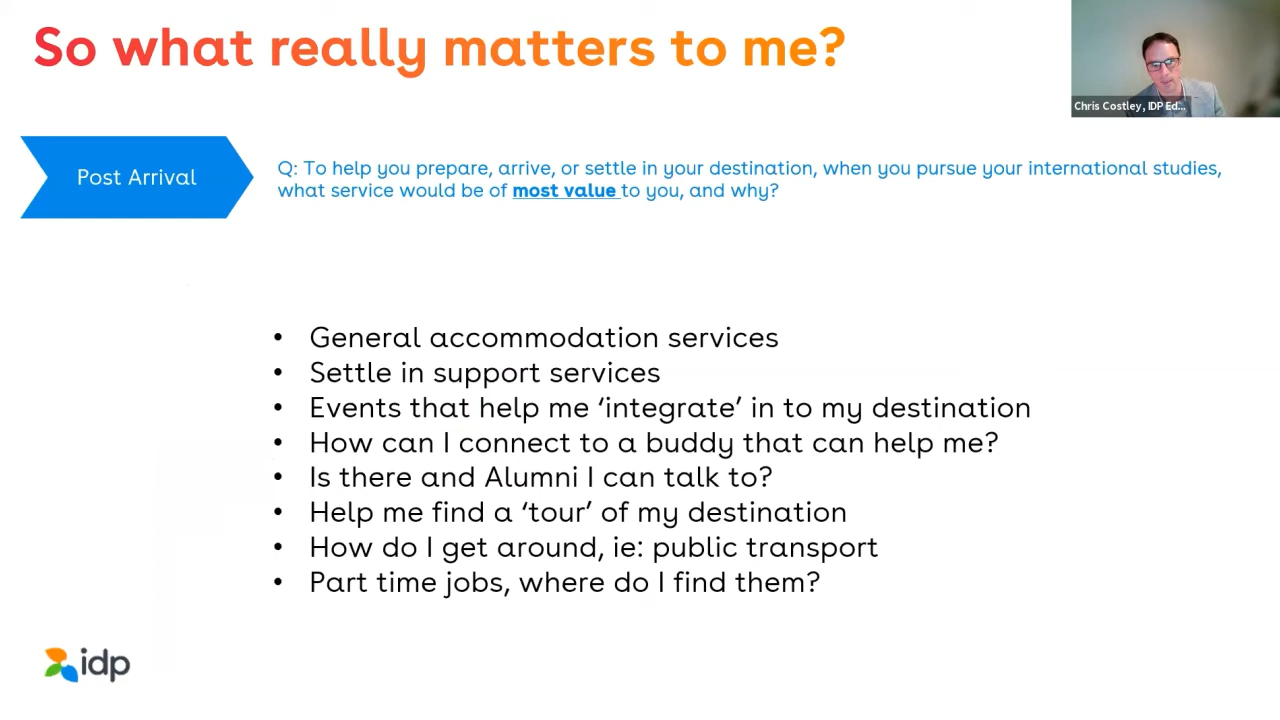 So what really matters to me?
Chris Costley, IDP Ed...
Post Arrival
Q: To help you prepare, arrive, or settle in your destination, when you pursue your international studies,
what service would be of most value to you, and why?
• General accommodation services
• Settle in support services
• Events that help me ‘integrate’ in to my destination
• How can I connect to a buddy that can help me?
• Is there and Alumni I can talk to?
• Help me find a ‘tour’ of my destination
• How do I get around, ie: public transport
• Part time jobs, where do I find them?
idp